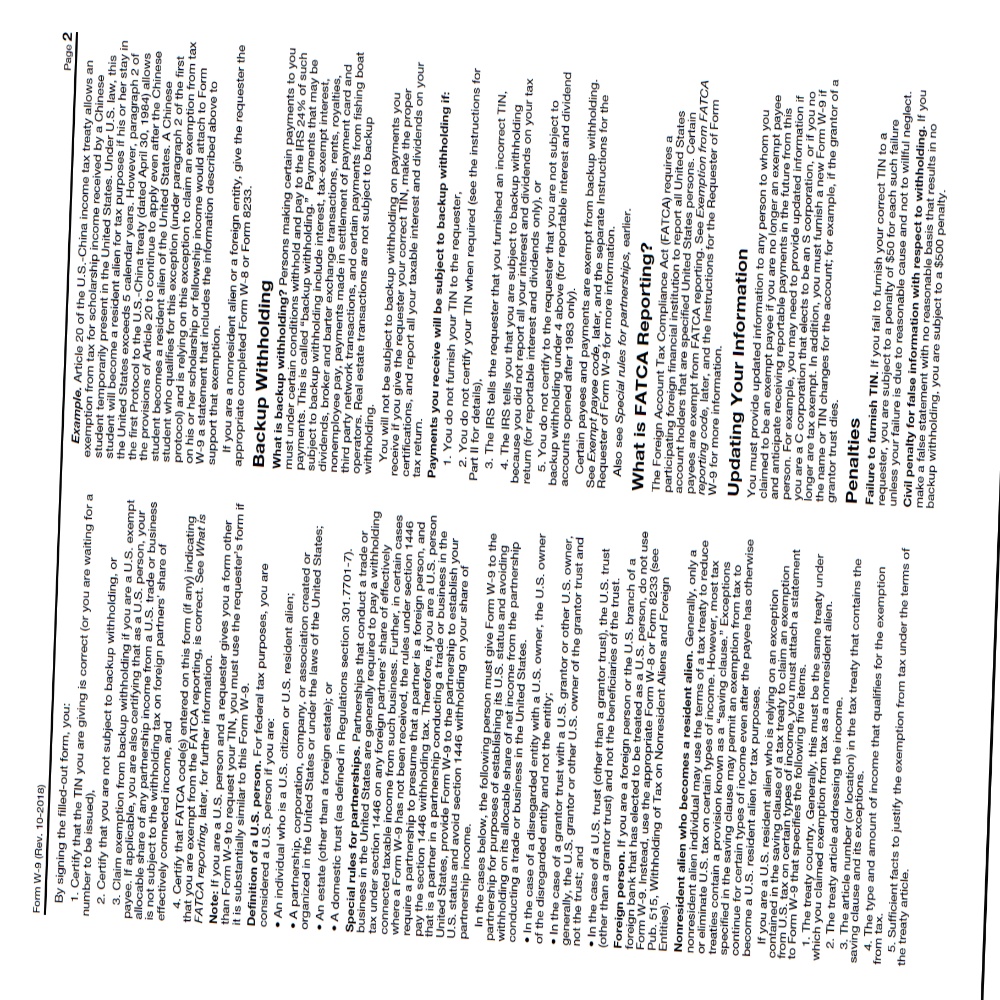 Form W-9 (Rev. 10-2018)
Page 2
By signing the filled-out form, you:
1. Certify that the TIN you are giving is correct (or you are waiting for a
number to be issued),
2. Certify that you are not subject to backup withholding, or
3. Claim exemption from backup withholding if you are a U.S. exempt
payee. If applicable, you are also certifying that as a U.S. person, your
allocable share of any partnership income from a U.S. trade or business
is not subject to the withholding tax on foreign partners' share of
effectively connected income, and
4. Certify that FATCA code(s) entered on this form (if any) indicating
that you are exempt from the FATCA reporting, is correct. See What is
FATCA reporting, later, for further information.
Note: If you are a U.S. person and a requester gives you a form other
than Form W-9 to request your TIN, you must use the requester's form if
it is substantially similar to this Form W-9.
Definition of a U.S. person. For federal tax purposes, you are
considered a U.S. person if you are:
• An individual who is a U.S. citizen or U.S. resident alien;
• A partnership, corporation, company, or association created or
organized in the United States or under the laws of the United States;
• An estate (other than a foreign estate); or
• A domestic trust (as defined in Regulations section 301.7701-7).
Special rules for partnerships. Partnerships that conduct a trade or
business in the United States are generally required to pay a withholding
tax under section 1446 on any foreign partners' share of effectively
connected taxable income from such business. Further, in certain cases
where a Form W-9 has not been received, the rules under section 1446
require a partnership to presume that a partner is a foreign person, and
pay the section 1446 withholding tax. Therefore, if you are a U.S. person
that is a partner in a partnership conducting a trade or business in the
United States, provide Form W-9 to the partnership to establish your
U.S. status and avoid section 1446 withholding on your share of
partnership income.
In the cases below, the following person must give Form W-9 to the
partnership for purposes of establishing its U.S. status and avoiding
withholding on its allocable share of net income from the partnership
conducting a trade or business in the United States.
• In the case of a disregarded entity with a U.S. owner, the U.S. owner
of the disregarded entity and not the entity;
• In the case of a grantor trust with a U.S. grantor or other U.S. owner,
generally, the U.S. grantor or other U.S. owner of the grantor trust and
not the trust; and
• In the case of a U.S. trust (other than a grantor trust), the U.S. trust
(other than a grantor trust) and not the beneficiaries of the trust.
Foreign person. If you are a foreign person or the U.S. branch of a
foreign bank that has elected to be treated as a U.S. person, do not use
Form W-9. Instead, use the appropriate Form W-8 or Form 8233 (see
Pub. 515, Withholding of Tax on Nonresident Aliens and Foreign
Entities).
Nonresident alien who becomes a resident alien. Generally, only a
nonresident alien individual may use the terms of a tax treaty to reduce
or eliminate U.S. tax on certain types of income. However, most tax
treaties contain a provision known as a "saving clause." Exceptions
specified in the saving clause may permit an exemption from tax to
continue for certain types of income even after the payee has otherwise
become a U.S. resident alien for tax purposes.
If you are a U.S. resident alien who is relying on an exception
contained in the saving clause of a tax treaty to claim an exemption
from U.S. tax on certain types of income, you must attach a statement
to Form W-9 that specifies the following five items.
1. The treaty country. Generally, this must be the same treaty under
which you claimed exemption from tax as a nonresident alien.
2. The treaty article addressing the income.
3. The article number (or location) in the tax treaty that contains the
saving clause and its exceptions.
4. The type and amount of income that qualifies for the exemption
from tax.
5. Sufficient facts to justify the exemption from tax under the terms of
the treaty article.
Example. Article 20 of the U.S.-China income tax treaty allows an
exemption from tax for scholarship income received by a Chinese
student temporarily present in the United States. Under U.S. law, this
student will become a resident alien for tax purposes if his or her stay in
the United States exceeds 5 calendar years. However, paragraph 2 of
the first Protocol to the U.S.-China treaty (dated April 30, 1984) allows
the provisions of Article 20 to continue to apply even after the Chinese
student becomes a resident alien of the United States. A Chinese
student who qualifies for this exception (under paragraph 2 of the first
protocol) and is relying on this exception to claim an exemption from tax
on his or her scholarship or fellowship income would attach to Form
W-9 a statement that includes the information described above to
support that exemption.
If you are a nonresident alien or a foreign entity, give the requester the
appropriate completed Form W-8 or Form 8233.
Backup Withholding
What is backup withholding? Persons making certain payments to you
must under certain conditions withhold and pay to the IRS 24% of such
payments. This is called "backup withholding." Payments that may be
subject to backup withholding include interest, tax-exempt interest,
dividends, broker and barter exchange transactions, rents, royalties,
nonemployee pay, payments made in settlement of payment card and
third party network transactions, and certain payments from fishing boat
operators. Real estate transactions are not subject to backup
withholding.
You will not be subject to backup withholding on payments you
receive if you give the requester your correct TIN, make the proper
certifications, and report all your taxable interest and dividends on your
tax return.
Payments you receive will be subject to backup withholding if:
1. You do not furnish your TIN to the requester,
2. You do not certify your TIN when required (see the instructions for
Part II for details),
3. The IRS tells the requester that you furnished an incorrect TIN,
4. The IRS tells you that you are subject to backup withholding
because you did not report all your interest and dividends on your tax
return (for reportable interest and dividends only), or
5. You do not certify to the requester that you are not subject to
backup withholding under 4 above (for reportable interest and dividend
accounts opened after 1983 only).
Certain payees and payments are exempt from backup withholding.
See Exempt payee code, later, and the separate Instructions for the
Requester of Form W-9 for more information.
Also see Special rules for partnerships, earlier.
What is FATCA Reporting?
The Foreign Account Tax Compliance Act (FATCA) requires a
participating foreign financial institution to report all United States
account holders that are specified United States persons. Certain
payees are exempt from FATCA reporting. See Exemption from FATCA
reporting code, later, and the Instructions for the Requester of Form
W-9 for more information.
Updating Your Information
You must provide updated information to any person to whom you
claimed to be an exempt payee if you are no longer an exempt payee
and anticipate receiving reportable payments in the future from this
person. For example, you may need to provide updated information if
you are a C corporation that elects to be an S corporation, or if you no
longer are tax exempt. In addition, you must furnish a new Form W-9 if
the name or TIN changes for the account; for example, if the grantor of a
grantor trust dies.
Penalties
Failure to furnish TIN. If you fail to furnish your correct TIN to a
requester, you are subject to a penalty of $50 for each such failure
unless your failure is due to reasonable cause and not to willful neglect.
Civil penalty for false information with respect to withholding. If you
make a false statement with no reasonable basis that results in no
backup withholding, you are subject to a $500 penalty.